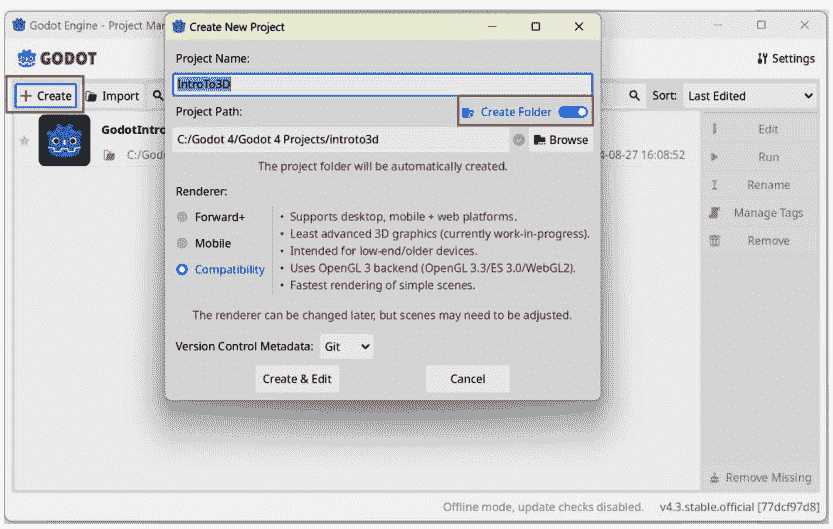 Godot Engine - Project Mar
Create New Project
GODOT
Settings
Project Name:
+ Create
Import
IntroTo3D
Sort: Last Edited
Project Path:
Create Folder
GodotIntro
C:/God
C:/Godot 4/Godot 4 Projects/introto3d
Browse
4-08-27 16:08:52
The project folder will be automatically created.
Edit
Run
Rename
Manage Tags
Remove
Renderer:
Forward+
Mobile
Compatibility
• Supports desktop, mobile + web platforms.
• Least advanced 3D graphics (currently work-in-progress).
• Intended for low-end/older devices.
• Uses OpenGL 3 backend (OpenGL 3.3/ES 3.0/WebGL2).
• Fastest rendering of simple scenes.
The renderer can be changed later, but scenes may need to be adjusted.
Version Control Metadata: Git
Create & Edit
Cancel
Remove Missing
Offline mode, update checks disabled.
v4.3.stable.official [77dcf97d8]